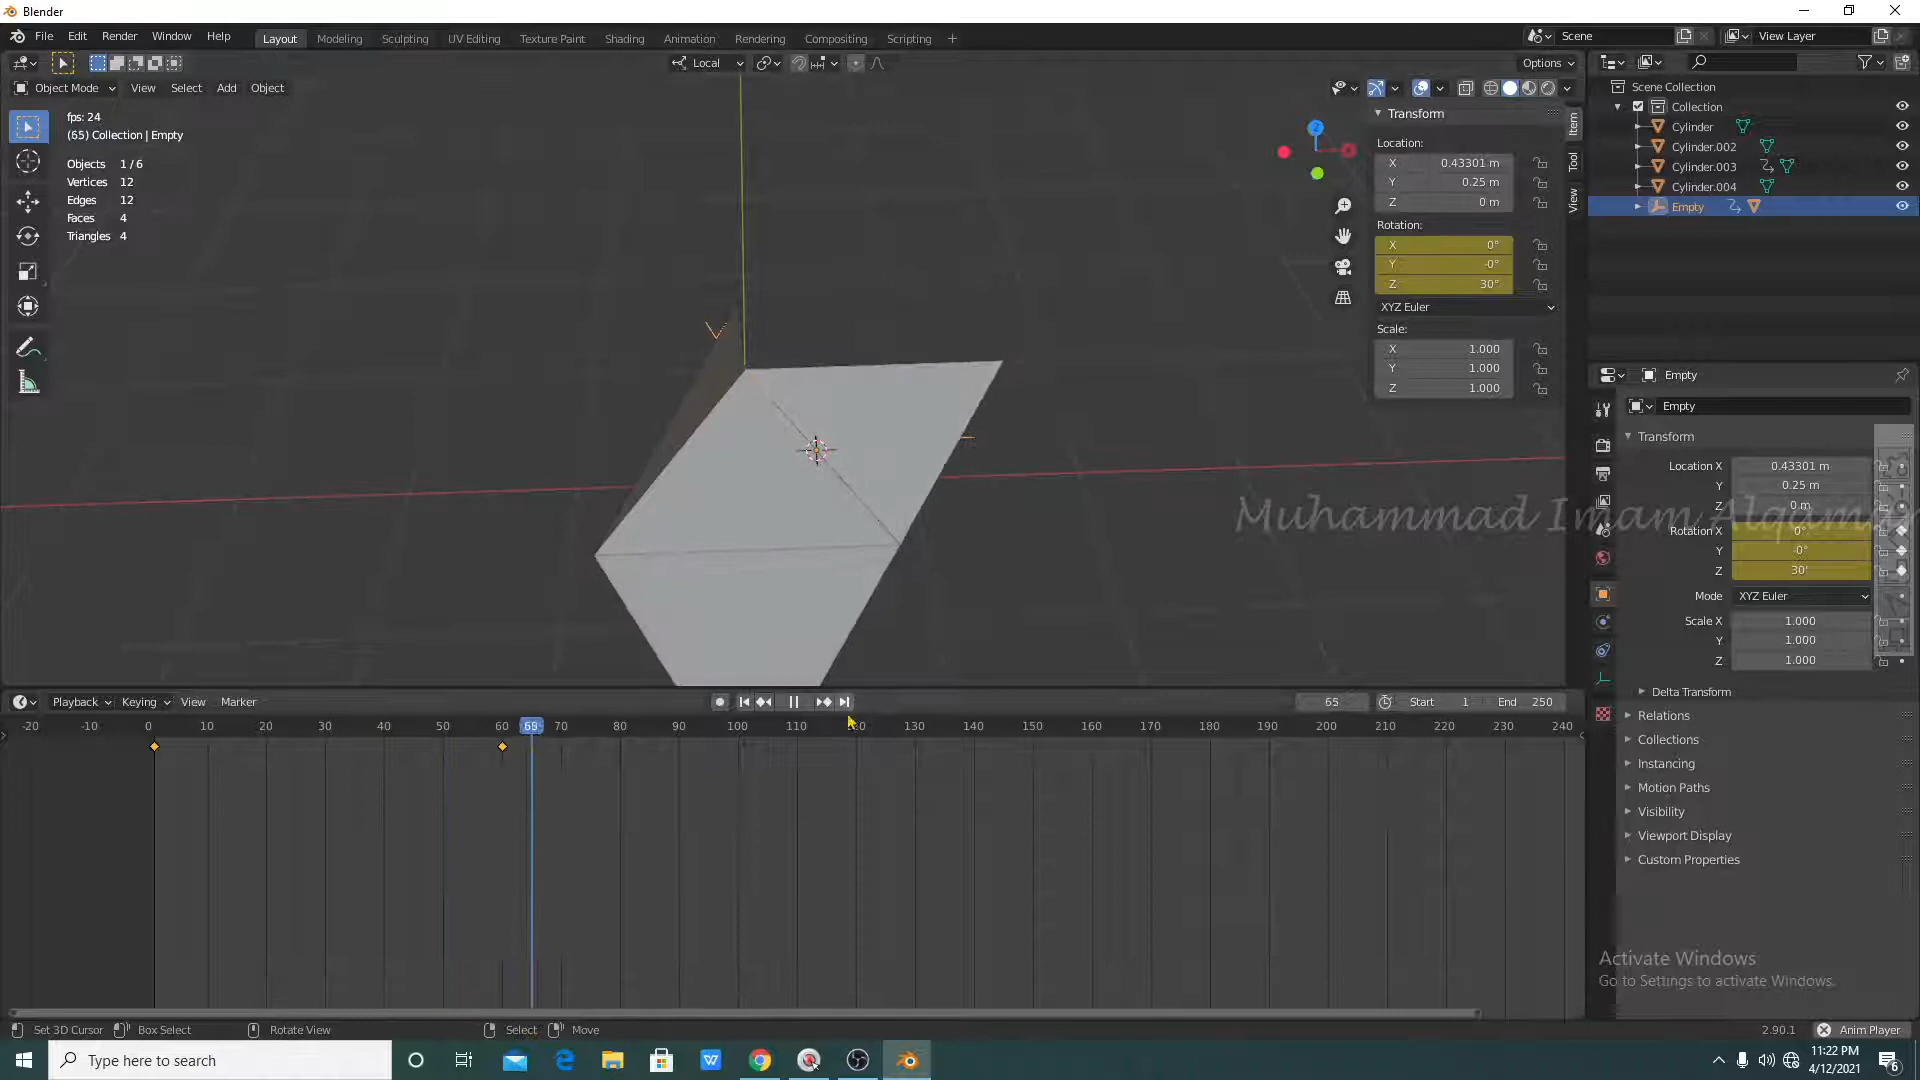 Blender
File Edit Render Window Help Layout Modeling Sculpting UV Editing Texture Paint Shading Animation Rendering Compositing Scripting Scene View Layer
Local Options
Object Mode View Select Add Object
fps: 24
(65) Collection | Empty
Objects 1 / 6
Vertices 12
Edges 12
Faces 4
Triangles 4
Transform
Location:
X 0.43301 m
Y 0.25 m
Z 0 m
Rotation:
X 0°
Y -0°
Z 30°
XYZ Euler
Scale:
X 1.000
Y 1.000
Z 1.000
Item
Tool
View
Z
Scene Collection
Collection
Cylinder
Cylinder.002
Cylinder.003
Cylinder.004
Empty
Empty
Empty
Transform
Location X 0.43301 m
Y 0.25 m
Z 0 m
Rotation X 0°
Y -0°
Z 30°
Mode XYZ Euler
Scale X 1.000
Y 1.000
Z 1.000
Delta Transform
Relations
Collections
Instancing
Motion Paths
Visibility
Viewport Display
Custom Properties
Muhammad Imam
Playback Keying View Marker 65 Start 1 End 250
-20 -10 0 10 20 30 40 50 60 65 70 80 90 100 110 120 130 140 150 160 170 180 190 200 210 220 230 240
Activate Windows
Go to Settings to activate Windows.
Set 3D Cursor Box Select Rotate View Select Move 2.90.1 Anim Player
Type here to search
11:22 PM
4/12/2021
6